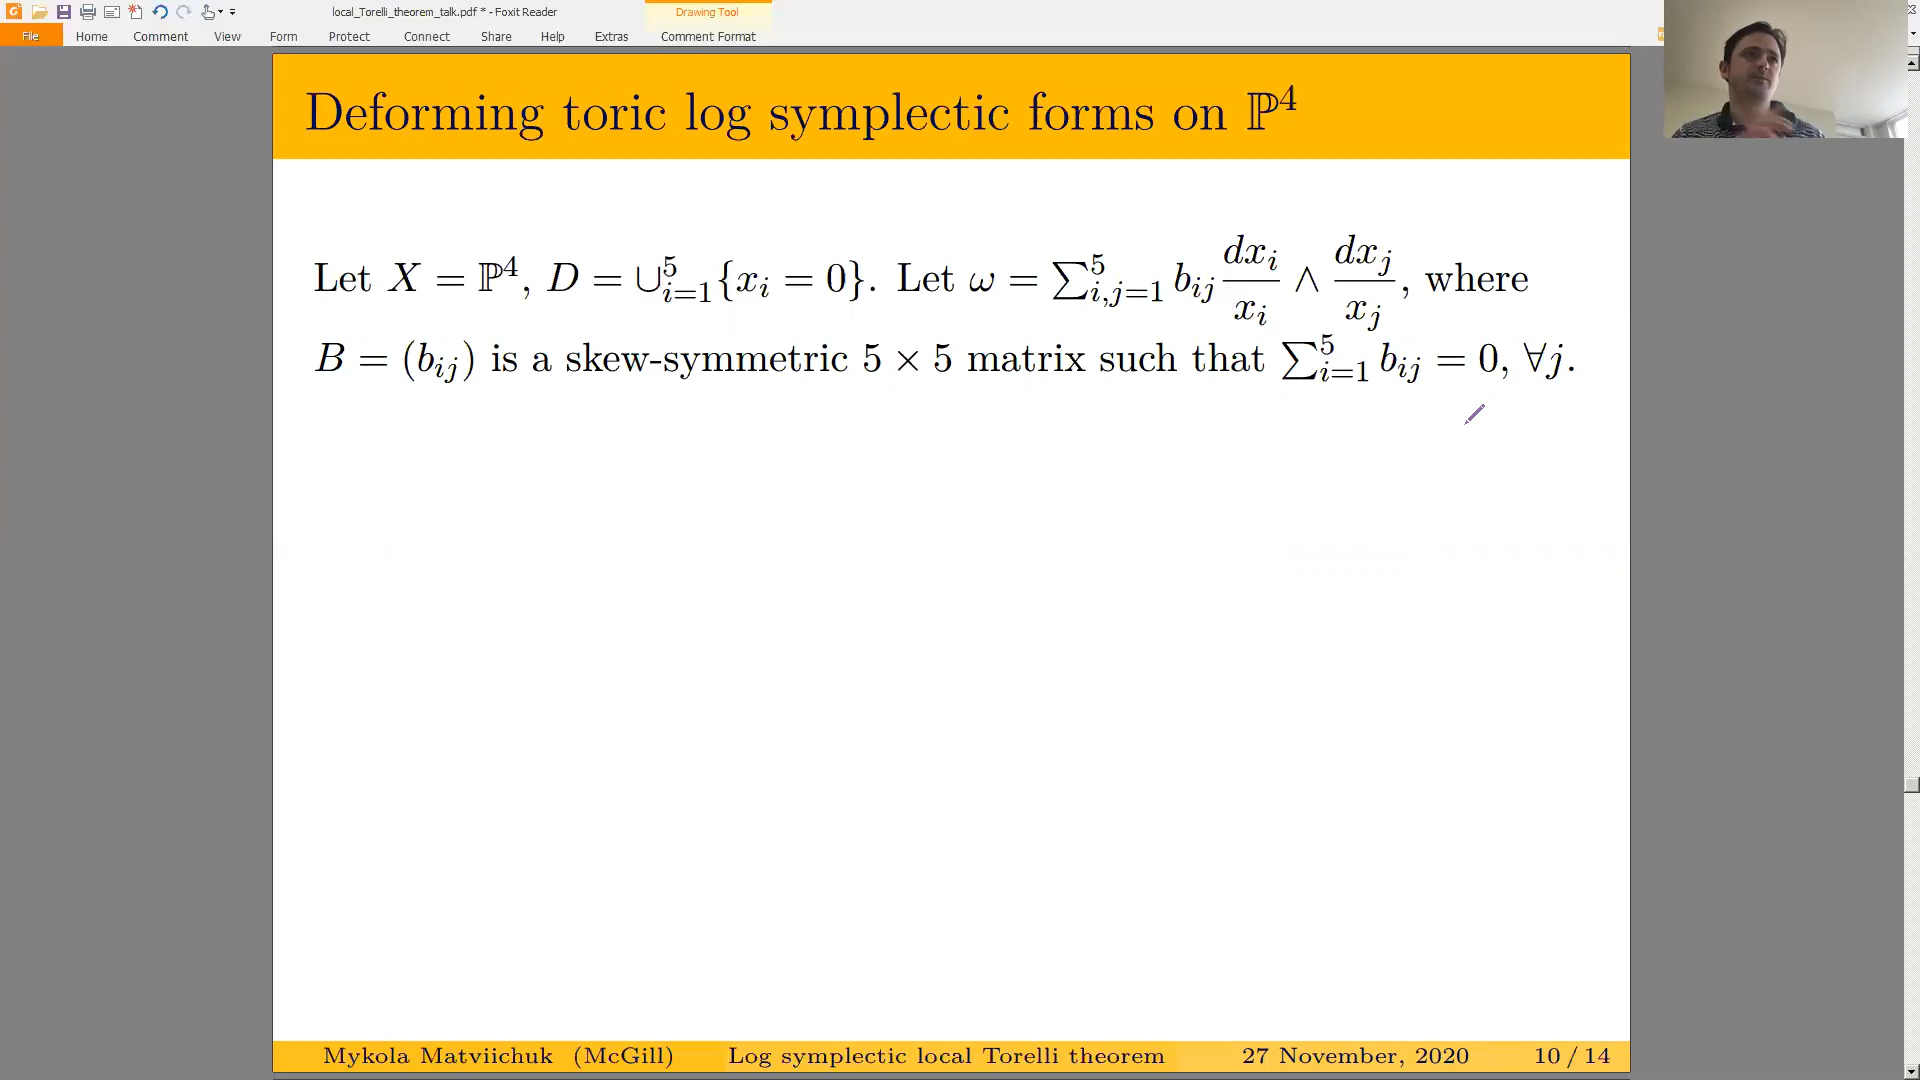 local_Torelli_theorem_talk.pdf * - Foxit Reader
Drawing Tool
File Home Comment View Form Protect Connect Share Help Extras Comment Format
Deforming toric log symplectic forms on ℙ⁴
Let X = ℙ⁴, D = ∪⁵ᵢ₌₁{xᵢ = 0}. Let ω = ∑⁵ᵢ,ⱼ₌₁ bᵢⱼ dxᵢ/xᵢ ∧ dxⱼ/xⱼ, where
B = (bᵢⱼ) is a skew-symmetric 5 × 5 matrix such that ∑⁵ᵢ₌₁ bᵢⱼ = 0, ∀j.
Mykola Matviichuk (McGill) Log symplectic local Torelli theorem 27 November, 2020 10 / 14